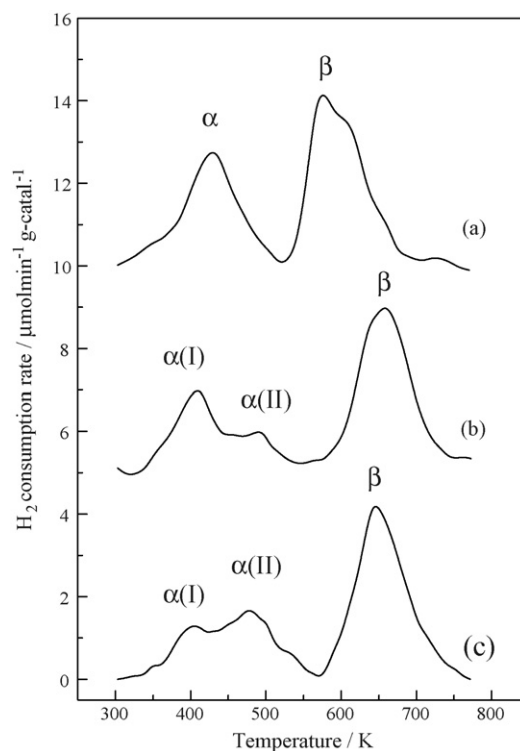 16
14
12
10
8
6
4
2
0
H₂ consumption rate / μmolmin⁻¹ g-catal.⁻¹
α
β
(a)
α(I)
α(II)
β
(b)
α(I)
α(II)
β
(c)
300 400 500 600 700 800
Temperature / K